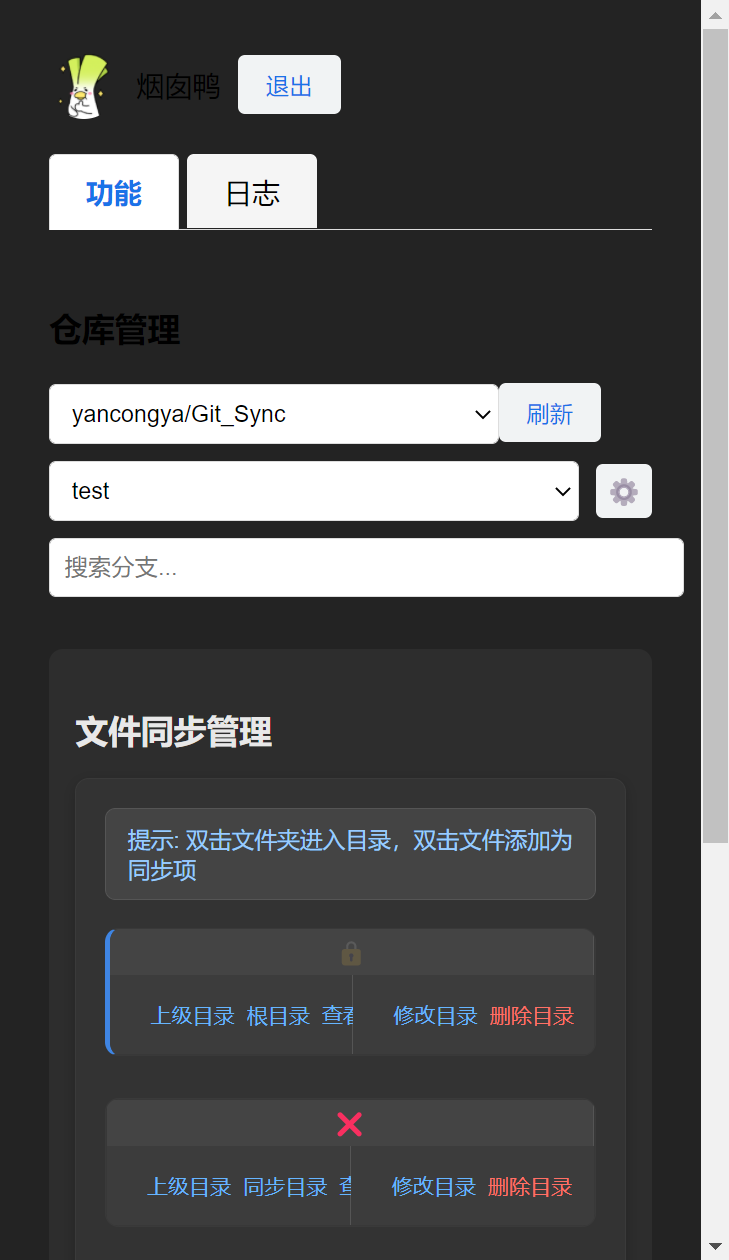 烟囱鸭 退出
功能 日志
仓库管理
yancongya/Git_Sync 刷新
test
搜索分支...
文件同步管理
提示: 双击文件夹进入目录，双击文件添加为
同步项
上级目录 根目录 查看 修改目录 删除目录
上级目录 同步目录 修改目录 删除目录